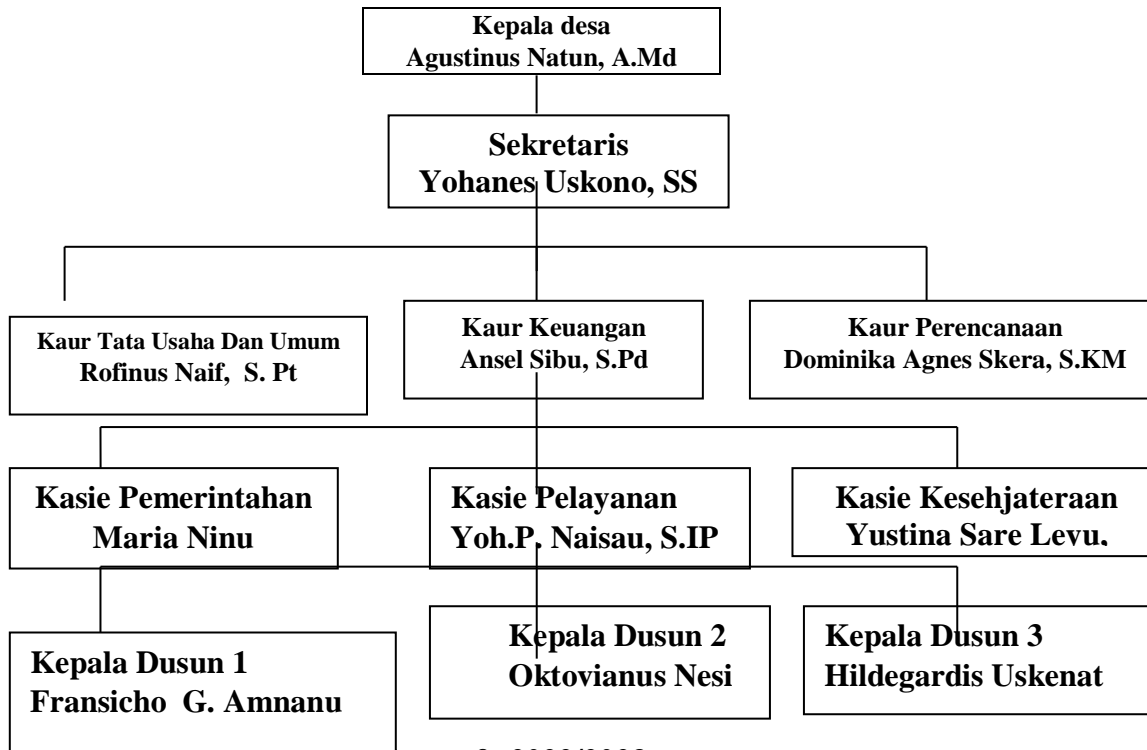 Kepala desa
Agustinus Natun, A.Md
Sekretaris
Yohanes Uskono, SS
Kaur Tata Usaha Dan Umum
Rofinus Naif, S. Pt
Kaur Keuangan
Ansel Sibu, S.Pd
Kaur Perencanaan
Dominika Agnes Skera, S.KM
Kasie Pemerintahan
Maria Ninu
Kasie Pelayanan
Yoh.P. Naisau, S.IP
Kasie Kesehjateraan
Yustina Sare Levu.
Kepala Dusun 1
Fransicho G. Amnanu
Kepala Dusun 2
Oktovianus Nesi
Kepala Dusun 3
Hildegardis Uskenat